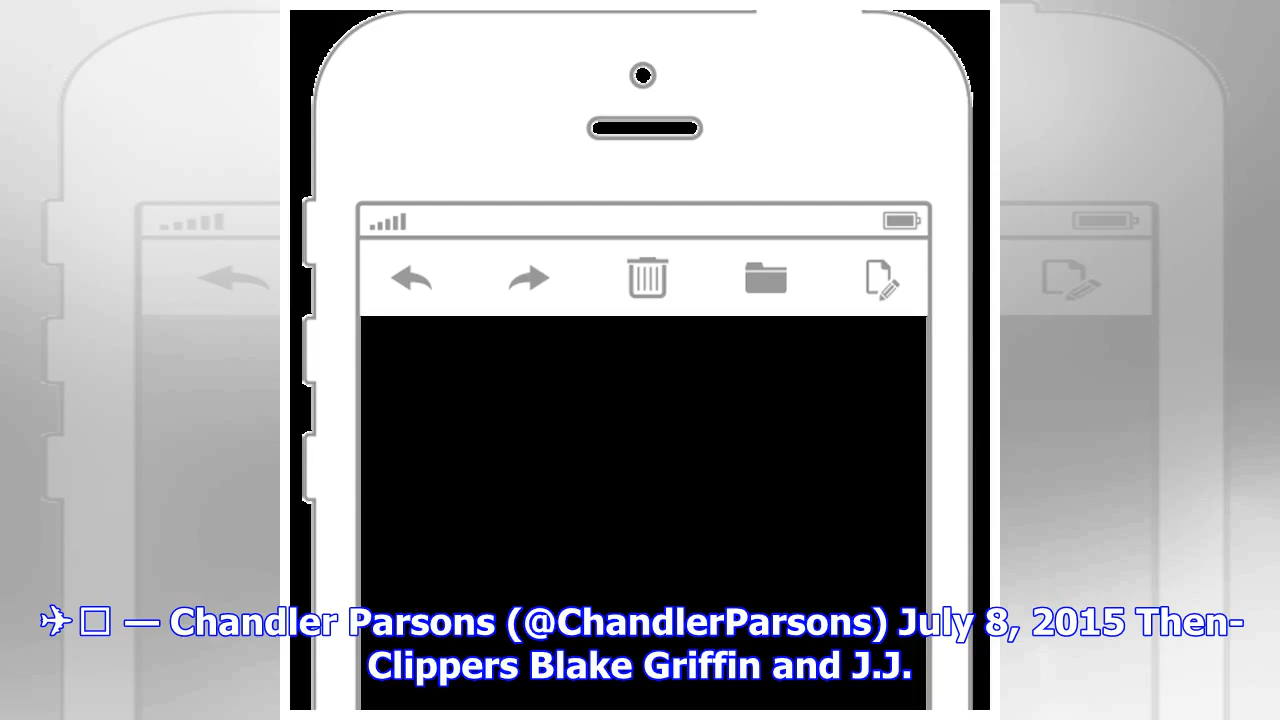 ✈□ — Chandler Parsons (@ChandlerParsons) July 8, 2015 Then-
Clippers Blake Griffin and J.J.